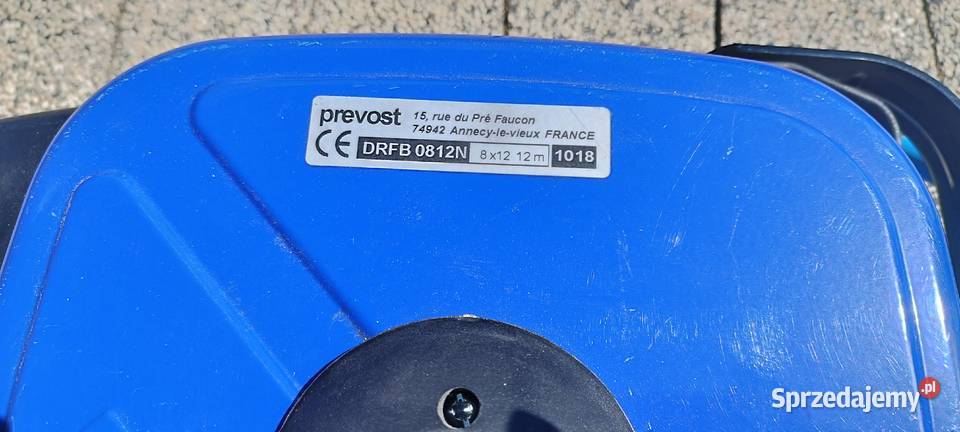 prevost 15, rue du Pré Faucon
74942 Annecy-le-vieux FRANCE
CE DRFB 0812N 8x12 12m 1018
Sprzedajemy.pl